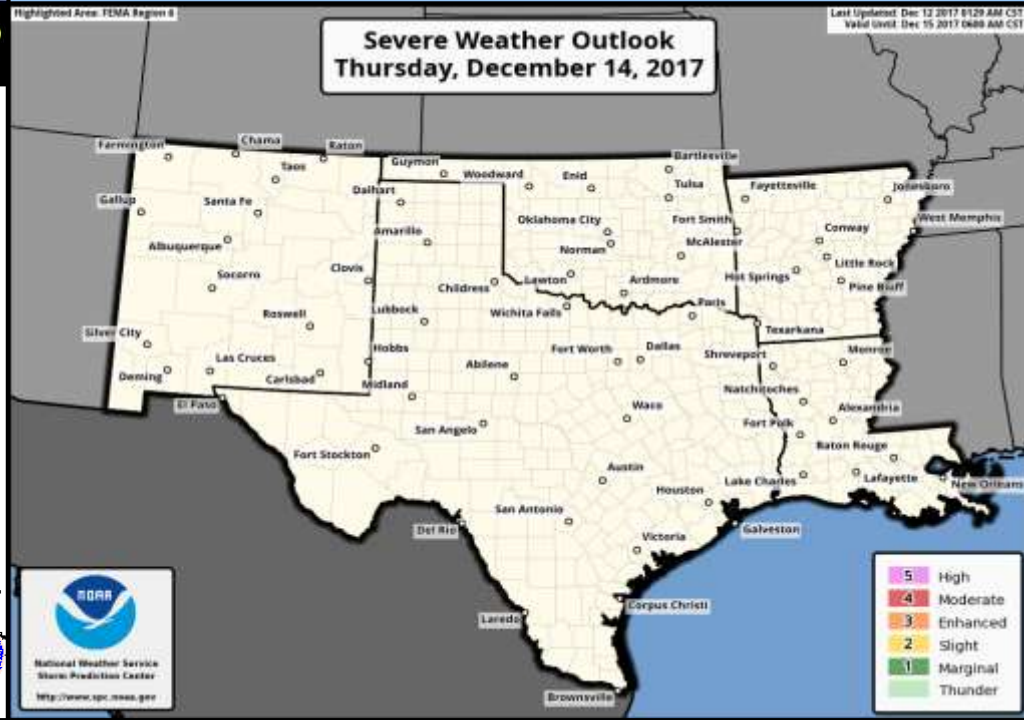 Highlighted Area: FEMA Region 6
Last Updated: Dec 12 2017 0129 AM CST
Valid Until: Dec 15 2017 0600 AM CST
Severe Weather Outlook
Thursday, December 14, 2017
Farmington
Chama
Raton
Taos
Guymon
Woodward
Enid
Bartlesville
Tulsa
Fayetteville
Jonesboro
Gallup
Santa Fe
Dalhart
Oklahoma City
Fort Smith
West Memphis
Albuquerque
Amarillo
Norman
McAlester
Conway
Socorro
Clovis
Childress
Lawton
Ardmore
Hot Springs
Little Rock
Pine Bluff
Roswell
Lubbock
Wichita Falls
Paris
Texarkana
Silver City
Las Cruces
Hobbs
Abilene
Fort Worth
Dallas
Shreveport
Monroe
Deming
Carlsbad
Midland
El Paso
Waco
Natchitoches
Alexandria
San Angelo
Fort Polk
Fort Stockton
Baton Rouge
Austin
Lake Charles
Lafayette
New Orleans
Houston
San Antonio
Del Rio
Galveston
Victoria
Corpus Christi
Laredo
Brownsville
NOAA
National Weather Service
Storm Prediction Center
http://www.spc.noaa.gov
5 High
4 Moderate
3 Enhanced
2 Slight
1 Marginal
Thunder